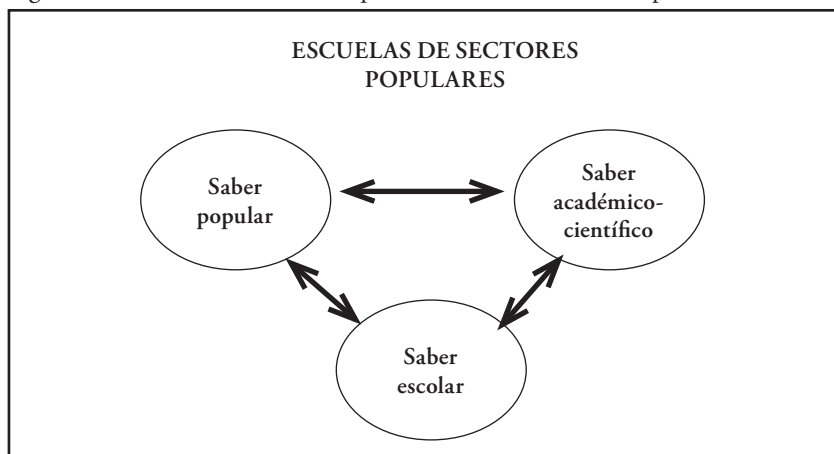 ESCUELAS DE SECTORES
POPULARES
Saber
popular
Saber
académico-
científico
Saber
escolar